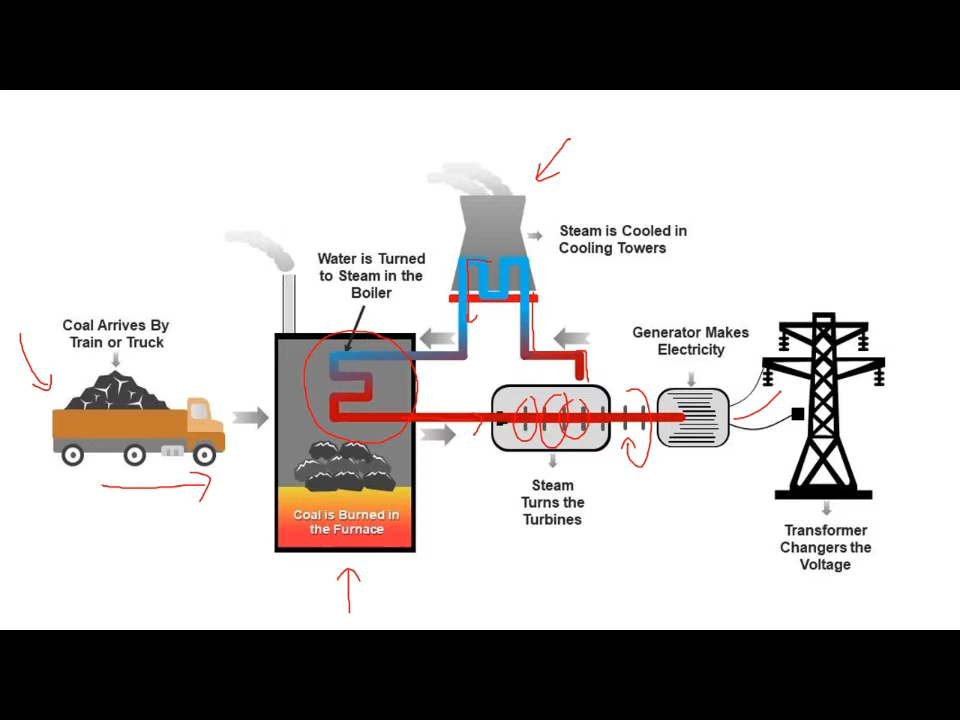 Steam is Cooled in
Cooling Towers
Water is Turned
to Steam in the
Boiler
Coal Arrives By
Train or Truck
Generator Makes
Electricity
Steam
Turns the
Turbines
Coal is Burned in
the Furnace
Transformer
Changers the
Voltage